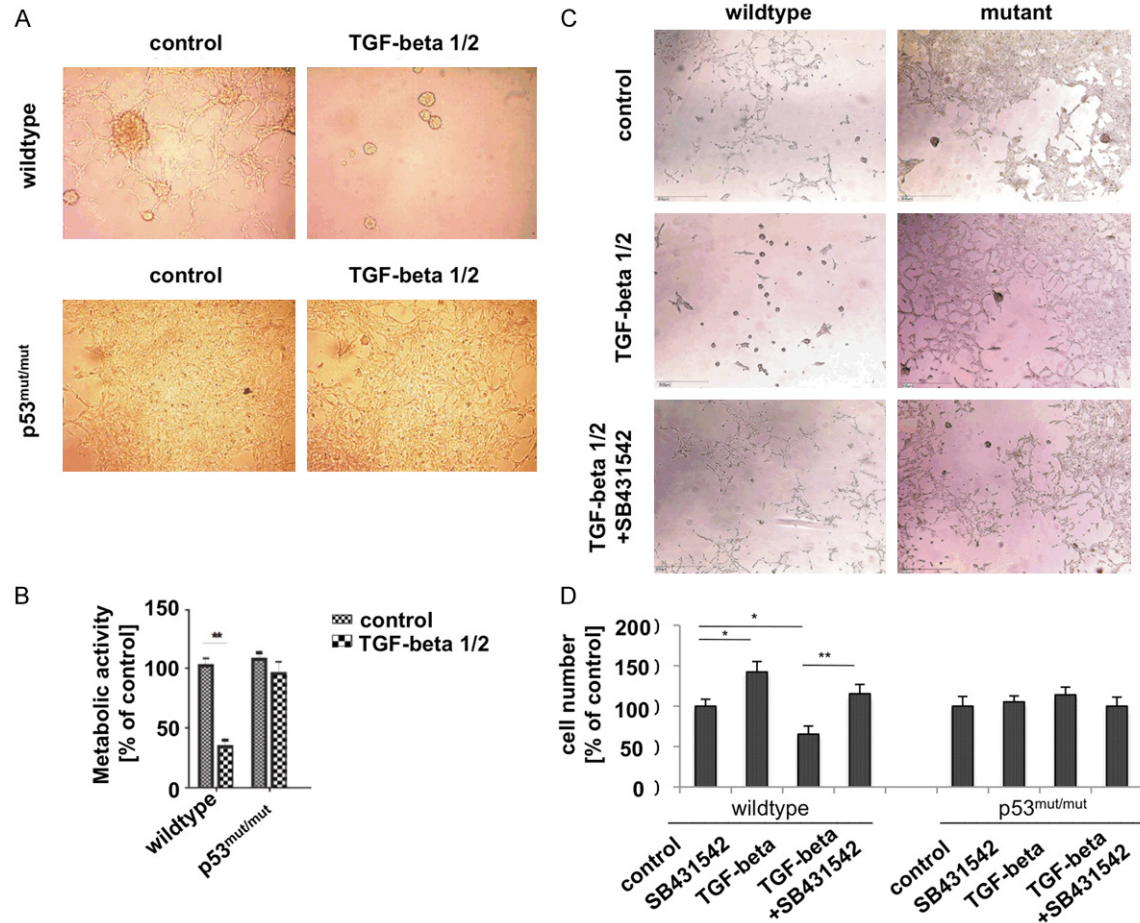 A
control
TGF-beta 1/2
wildtype
control
TGF-beta 1/2
p53mut/mut
B
Metabolic activity
[% of control]
150
100
50
0
**
control
TGF-beta 1/2
wildtype
p53mut/mut
C
wildtype
mutant
control
TGF-beta 1/2
TGF-beta 1/2
+SB431542
D
cell number
[% of control]
200 )
150 )
100 )
50 )
0 )
*
*
**
wildtype
p53mut/mut
control
SB431542
TGF-beta
TGF-beta
+SB431542
control
SB431542
TGF-beta
TGF-beta
+SB431542